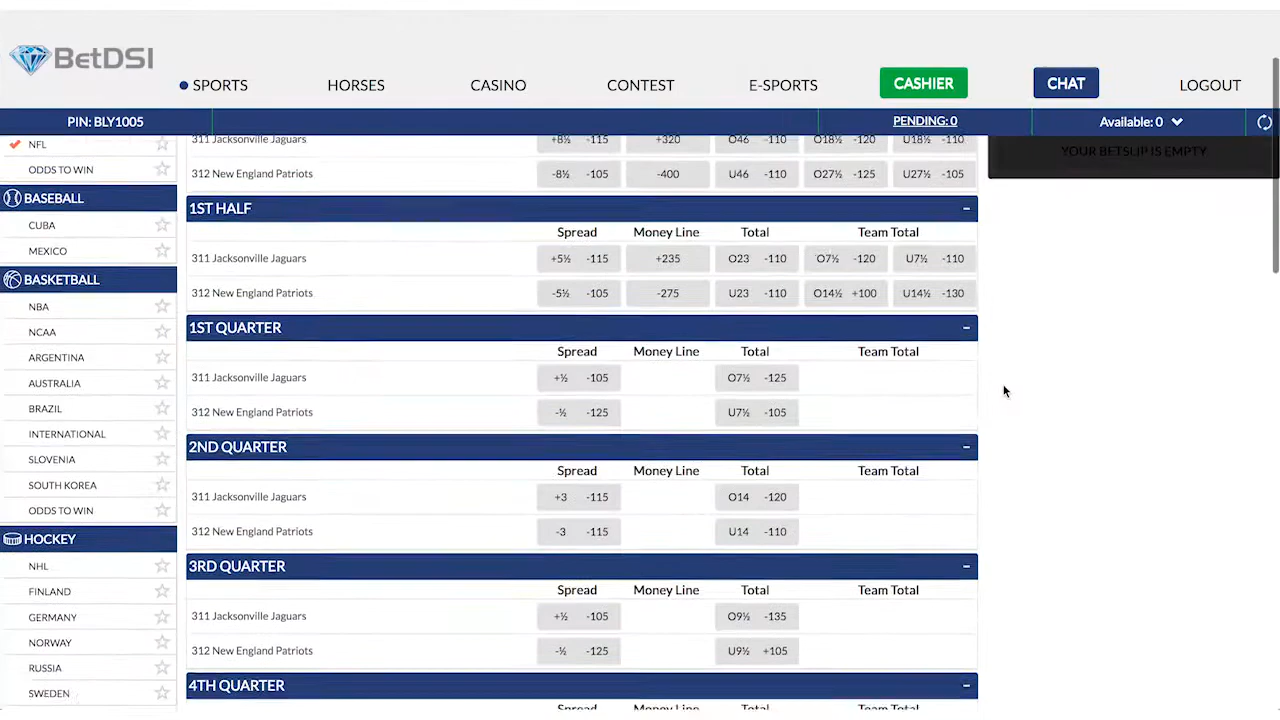 BetDSI
SPORTS HORSES CASINO CONTEST E-SPORTS CASHIER CHAT LOGOUT
PIN: BLY1005 PENDING: 0 Available: 0
NFL
ODDS TO WIN
BASEBALL
CUBA
MEXICO
BASKETBALL
NBA
NCAA
ARGENTINA
AUSTRALIA
BRAZIL
INTERNATIONAL
SLOVENIA
SOUTH KOREA
ODDS TO WIN
HOCKEY
NHL
FINLAND
GERMANY
NORWAY
RUSSIA
SWEDEN
311 Jacksonville Jaguars +8½ -115 +320 O46 -110 O18½ -120 U18½ -110
312 New England Patriots -8½ -105 -400 U46 -110 O27½ -125 U27½ -105
1ST HALF
Spread Money Line Total Team Total
311 Jacksonville Jaguars +5½ -115 +235 O23 -110 O7½ -120 U7½ -110
312 New England Patriots -5½ -105 -275 U23 -110 O14½ +100 U14½ -130
1ST QUARTER
Spread Money Line Total Team Total
311 Jacksonville Jaguars +½ -105 O7½ -125
312 New England Patriots -½ -125 U7½ -105
2ND QUARTER
Spread Money Line Total Team Total
311 Jacksonville Jaguars +3 -115 O14 -120
312 New England Patriots -3 -115 U14 -110
3RD QUARTER
Spread Money Line Total Team Total
311 Jacksonville Jaguars +½ -105 O9½ -135
312 New England Patriots -½ -125 U9½ +105
4TH QUARTER
Spread Money Line Total Team Total
YOUR BETSLIP IS EMPTY